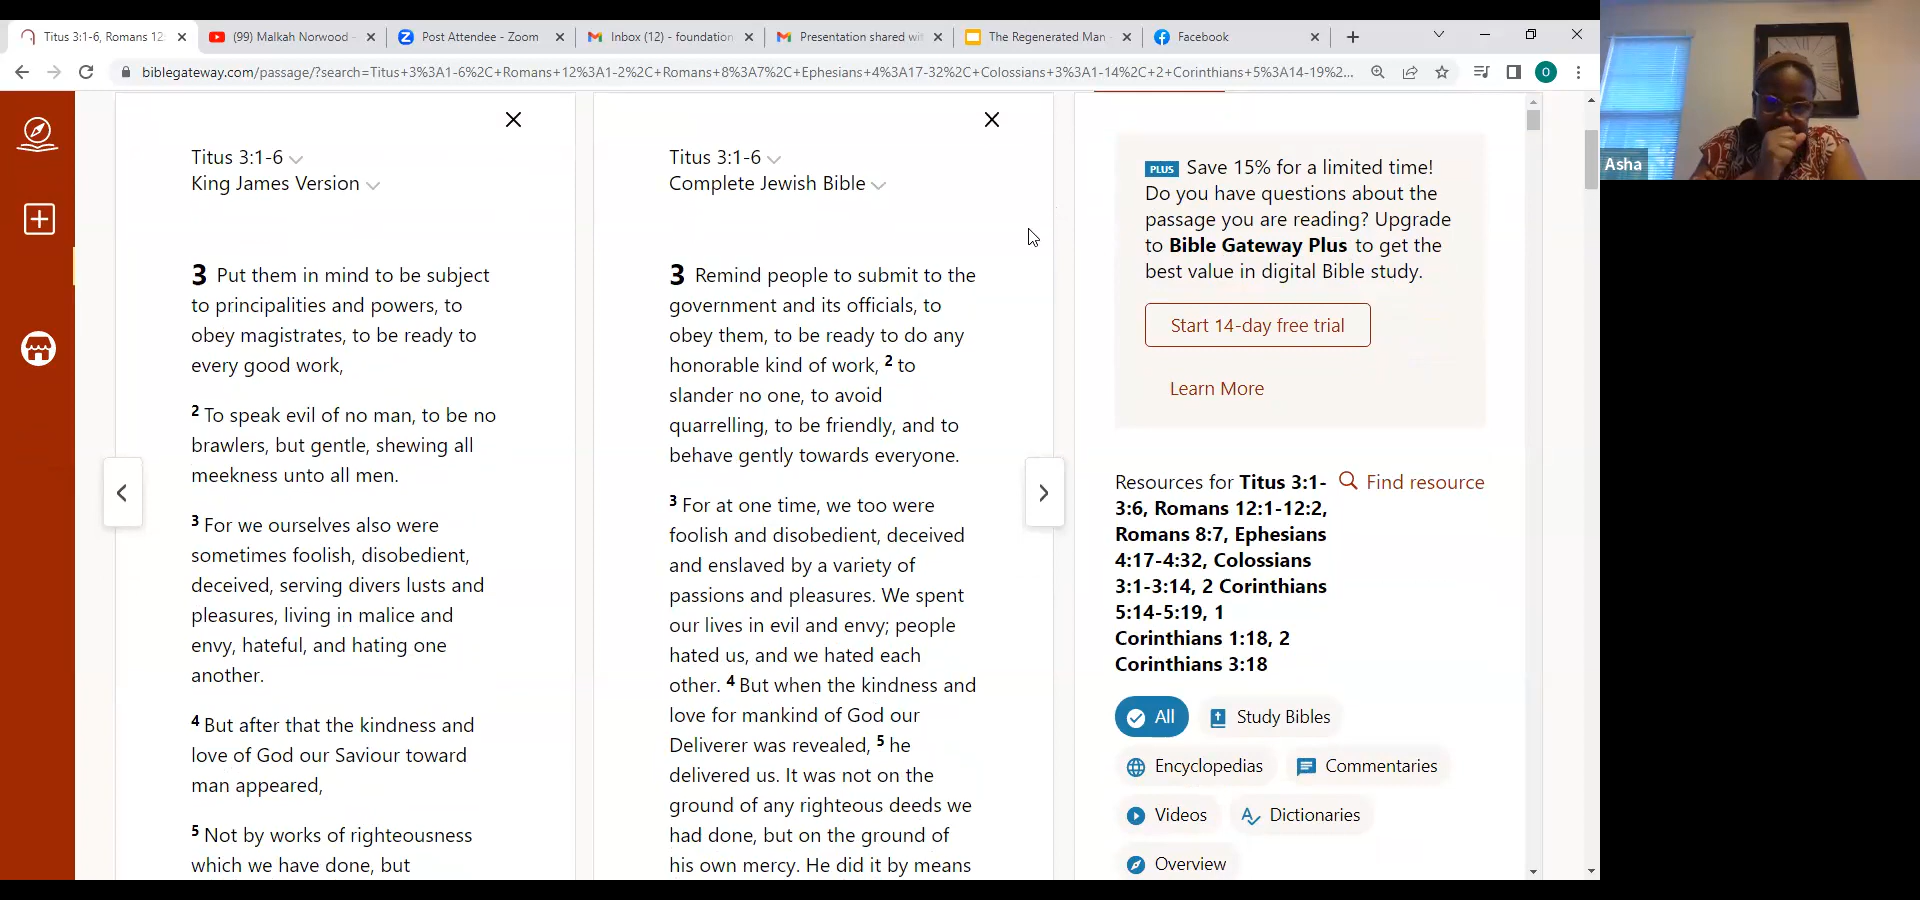 Titus 3:1-6, Romans 12:
(99) Malkah Norwood -
Post Attendee - Zoom
Inbox (12) - foundation
Presentation shared wi
The Regenerated Man -
Facebook
biblegateway.com/passage/?search=Titus+3%3A1-6%2C+Romans+12%3A1-2%2C+Romans+8%3A7%2C+Ephesians+4%3A17-32%2C+Colossians+3%3A1-14%2C+2+Corinthians+5%3A14-19%2...
O
Titus 3:1-6
King James Version
3 Put them in mind to be subject
to principalities and powers, to
obey magistrates, to be ready to
every good work,
2 To speak evil of no man, to be no
brawlers, but gentle, shewing all
meekness unto all men.
3 For we ourselves also were
sometimes foolish, disobedient,
deceived, serving divers lusts and
pleasures, living in malice and
envy, hateful, and hating one
another.
4 But after that the kindness and
love of God our Saviour toward
man appeared,
5 Not by works of righteousness
which we have done, but
Titus 3:1-6
Complete Jewish Bible
3 Remind people to submit to the
government and its officials, to
obey them, to be ready to do any
honorable kind of work, 2 to
slander no one, to avoid
quarrelling, to be friendly, and to
behave gently towards everyone.
3 For at one time, we too were
foolish and disobedient, deceived
and enslaved by a variety of
passions and pleasures. We spent
our lives in evil and envy; people
hated us, and we hated each
other. 4 But when the kindness and
love for mankind of God our
Deliverer was revealed, 5 he
delivered us. It was not on the
ground of any righteous deeds we
had done, but on the ground of
his own mercy. He did it by means
PLUS Save 15% for a limited time!
Do you have questions about the
passage you are reading? Upgrade
to Bible Gateway Plus to get the
best value in digital Bible study.
Start 14-day free trial
Learn More
Resources for Titus 3:1-
3:6, Romans 12:1-12:2,
Romans 8:7, Ephesians
4:17-4:32, Colossians
3:1-3:14, 2 Corinthians
5:14-5:19, 1
Corinthians 1:18, 2
Corinthians 3:18
Find resource
All
Study Bibles
Encyclopedias
Commentaries
Videos
Dictionaries
Overview
Asha